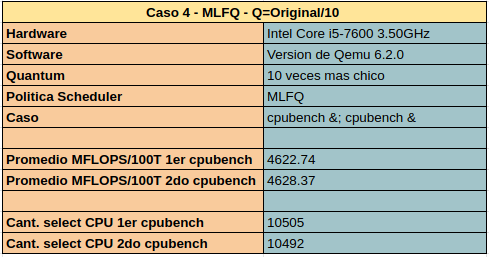 Caso 4 - MLFQ - Q=Original/10
Hardware Intel Core i5-7600 3.50GHz
Software Version de Qemu 6.2.0
Quantum 10 veces mas chico
Politica Scheduler MLFQ
Caso cpubench &; cpubench &
Promedio MFLOPS/100T 1er cpubench 4622.74
Promedio MFLOPS/100T 2do cpubench 4628.37
Cant. select CPU 1er cpubench 10505
Cant. select CPU 2do cpubench 10492